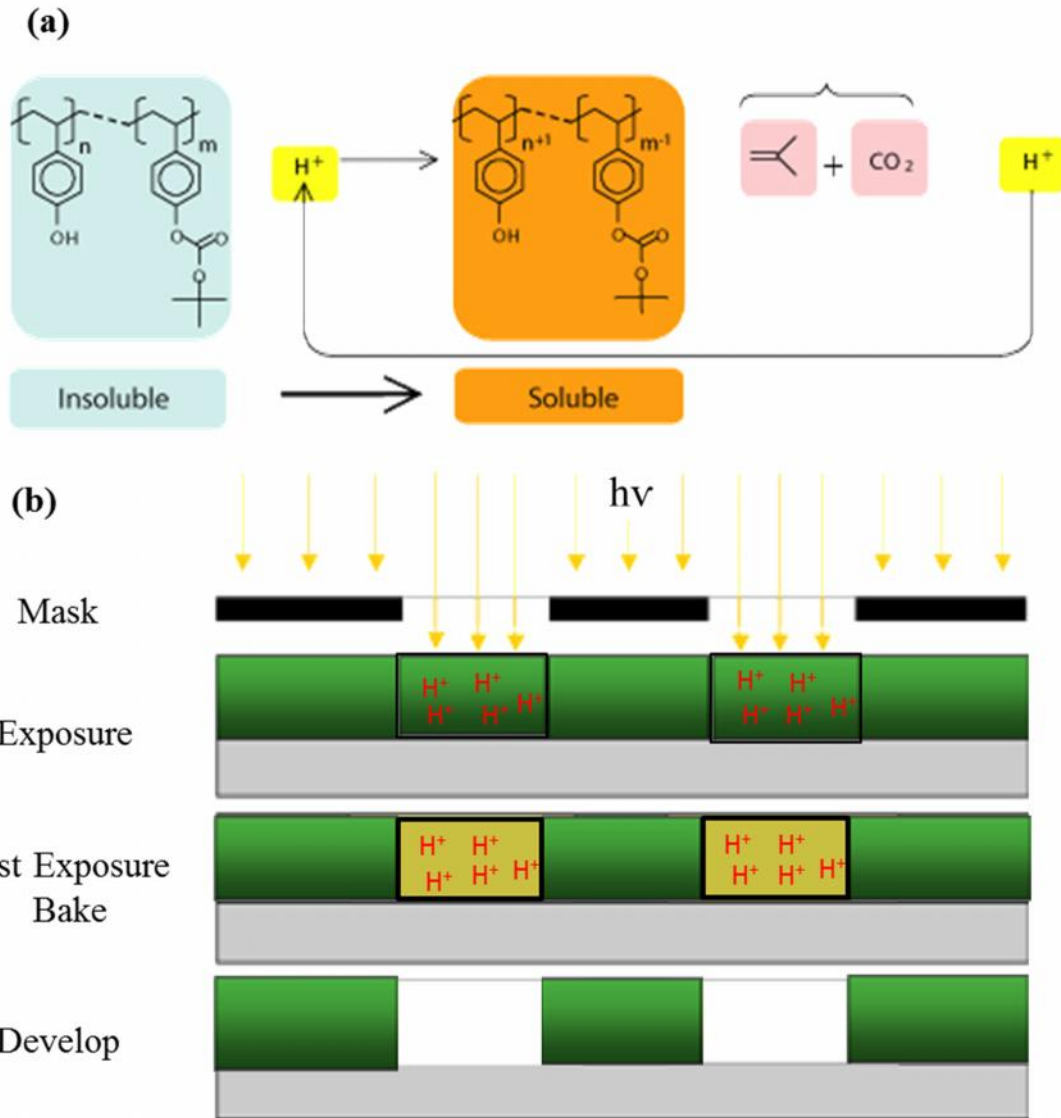 (a)
n
m
OH
O
O
O
H⁺
n+1
m-1
OH
O
O
O
+
CO₂
H⁺
Insoluble
Soluble
(b)
hν
Mask
H⁺ H⁺ H⁺
H⁺ H⁺
H⁺ H⁺ H⁺
H⁺ H⁺
Exposure
H⁺ H⁺ H⁺
H⁺ H⁺
H⁺ H⁺ H⁺
H⁺ H⁺
st Exposure
Bake
Develop